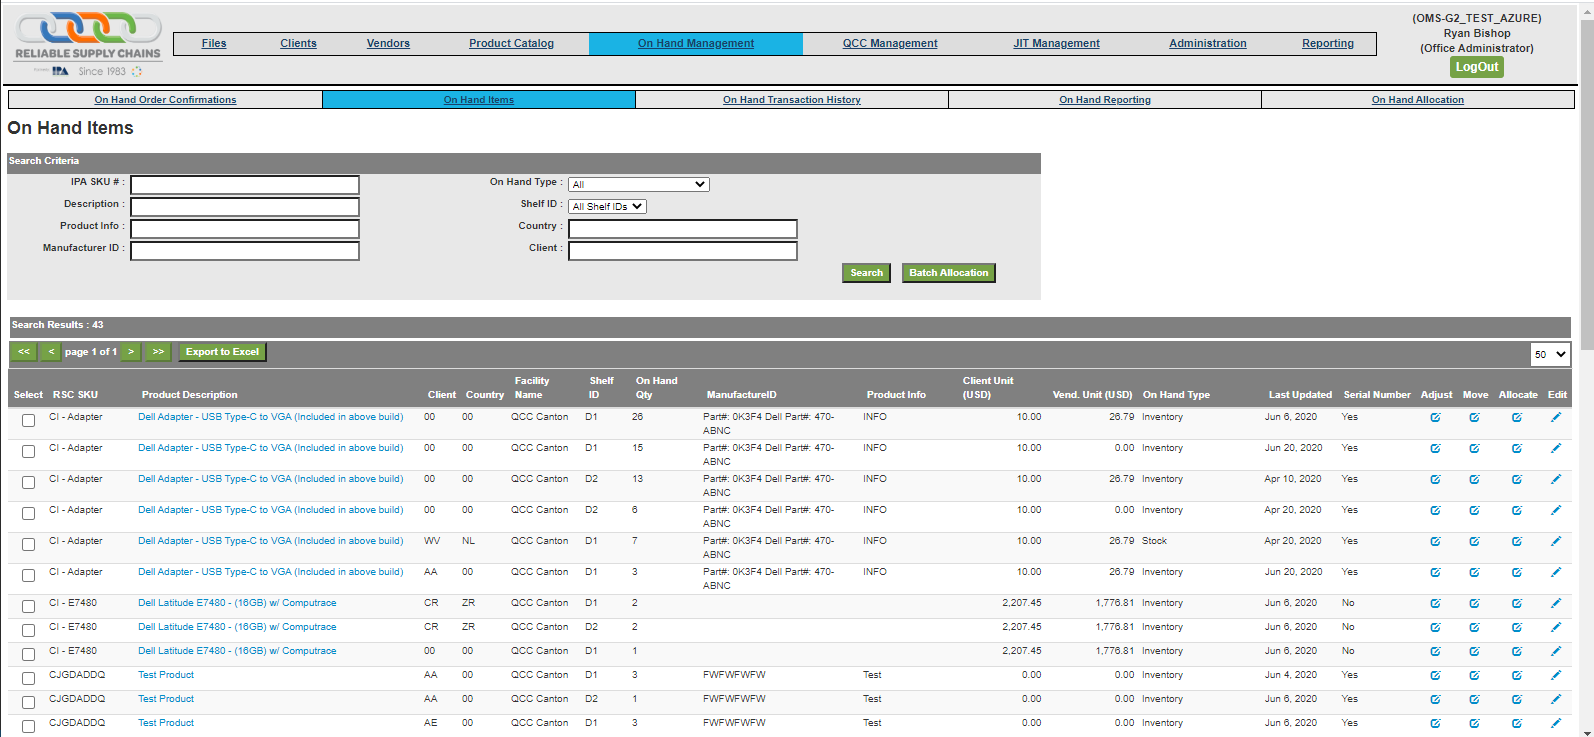 RELIABLE SUPPLY CHAINS
IPA Since 1983
Files Clients Vendors Product Catalog On Hand Management QCC Management JIT Management Administration Reporting
(OMS-G2_TEST_AZURE)
Ryan Bishop
(Office Administrator)
LogOut
On Hand Order Confirmations On Hand Items On Hand Transaction History On Hand Reporting On Hand Allocation
On Hand Items
Search Criteria
IPA SKU # : On Hand Type : All
Description : Shelf ID : All Shelf IDs
Product Info : Country :
Manufacturer ID : Client :
Search Batch Allocation
Search Results : 43
<< < page 1 of 1 > >> Export to Excel 50
Select RSC SKU Product Description Client Country Facility Name Shelf ID On Hand Qty ManufactureID Product Info Client Unit (USD) Vend. Unit (USD) On Hand Type Last Updated Serial Number Adjust Move Allocate Edit
CI - Adapter Dell Adapter - USB Type-C to VGA (Included in above build) 00 00 QCC Canton D1 26 Part#: 0K3F4 Dell Part#: 470- INFO 10.00 26.79 Inventory Jun 6, 2020 Yes
ABNC
CI - Adapter Dell Adapter - USB Type-C to VGA (Included in above build) 00 00 QCC Canton D1 15 Part#: 0K3F4 Dell Part#: 470- INFO 10.00 0.00 Inventory Jun 20, 2020 Yes
ABNC
CI - Adapter Dell Adapter - USB Type-C to VGA (Included in above build) 00 00 QCC Canton D2 13 Part#: 0K3F4 Dell Part#: 470- INFO 10.00 26.79 Inventory Apr 10, 2020 Yes
ABNC
CI - Adapter Dell Adapter - USB Type-C to VGA (Included in above build) 00 00 QCC Canton D2 6 Part#: 0K3F4 Dell Part#: 470- INFO 10.00 0.00 Inventory Apr 20, 2020 Yes
ABNC
CI - Adapter Dell Adapter - USB Type-C to VGA (Included in above build) WV NL QCC Canton D1 7 Part#: 0K3F4 Dell Part#: 470- INFO 10.00 26.79 Stock Apr 20, 2020 Yes
ABNC
CI - Adapter Dell Adapter - USB Type-C to VGA (Included in above build) AA 00 QCC Canton D1 3 Part#: 0K3F4 Dell Part#: 470- INFO 10.00 26.79 Inventory Jun 20, 2020 Yes
ABNC
CI - E7480 Dell Latitude E7480 - (16GB) w/ Computrace CR ZR QCC Canton D1 2 2,207.45 1,776.81 Inventory Jun 6, 2020 No
CI - E7480 Dell Latitude E7480 - (16GB) w/ Computrace CR ZR QCC Canton D2 2 2,207.45 1,776.81 Inventory Jun 6, 2020 No
CI - E7480 Dell Latitude E7480 - (16GB) w/ Computrace 00 00 QCC Canton D1 1 2,207.45 1,776.81 Inventory Jun 6, 2020 No
CJGDADDQ Test Product AA 00 QCC Canton D1 3 FWFWFWFW Test 0.00 0.00 Inventory Jun 4, 2020 Yes
CJGDADDQ Test Product AA 00 QCC Canton D2 1 FWFWFWFW Test 0.00 0.00 Inventory Jun 6, 2020 Yes
CJGDADDQ Test Product AE 00 QCC Canton D1 3 FWFWFWFW Test 0.00 0.00 Inventory Jun 6, 2020 Yes